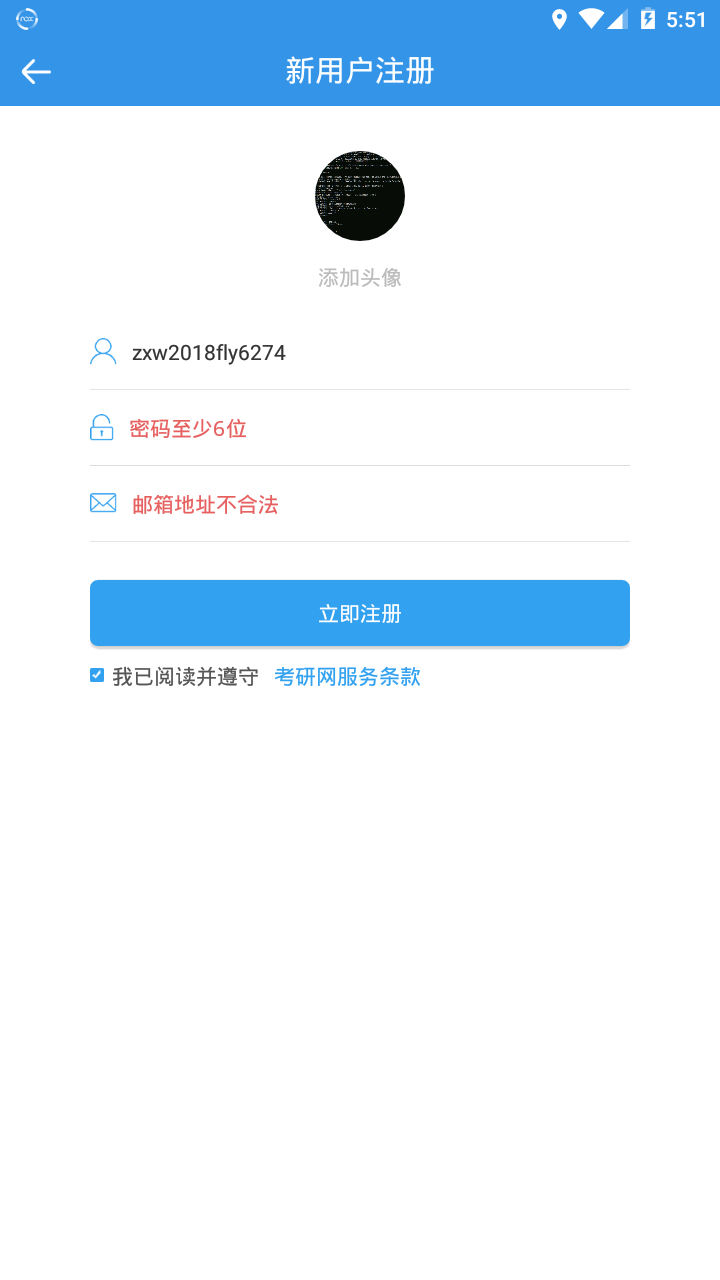 5:51
新用户注册
添加头像
zxw2018fly6274
密码至少6位
邮箱地址不合法
立即注册
我已阅读并遵守 考研网服务条款